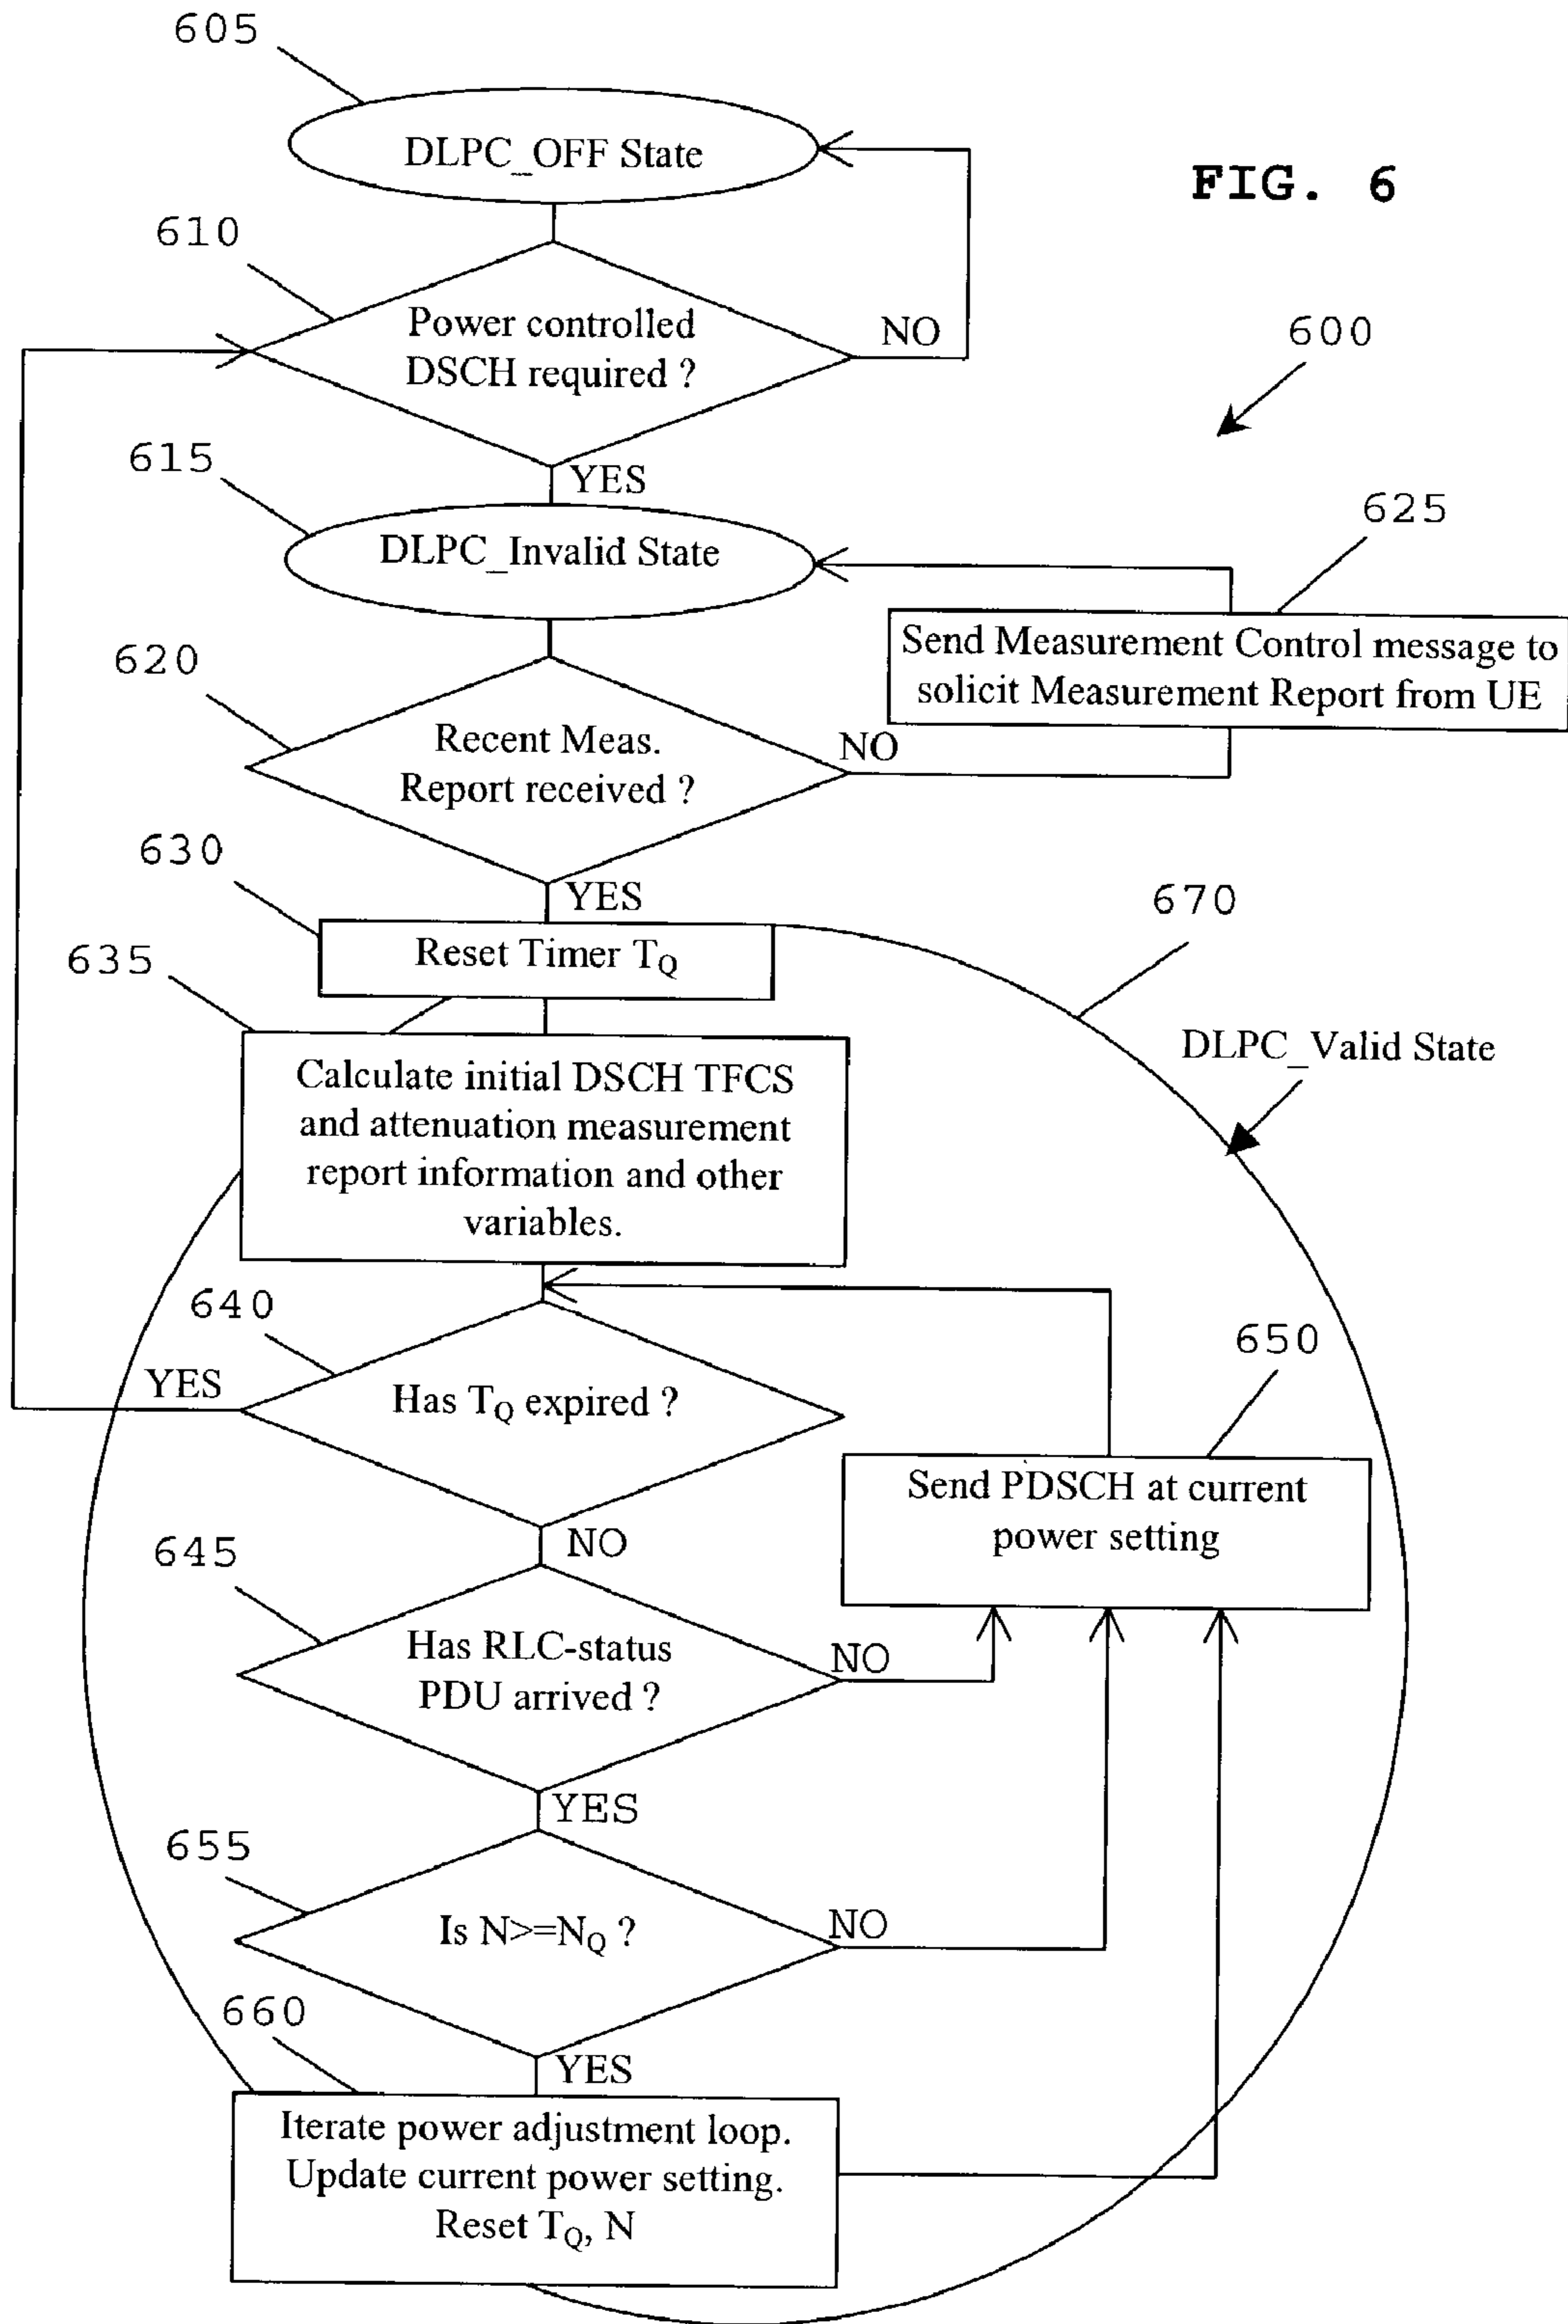 605
DLPC_OFF State
FIG. 6
610
Power controlled
DSCH required ?
NO
600
615
YES
625
DLPC_Invalid State
Send Measurement Control message to
solicit Measurement Report from UE
620
Recent Meas.
Report received ?
NO
630
YES
670
Reset Timer TQ
635
DLPC_Valid State
Calculate initial DSCH TFCS
and attenuation measurement
report information and other
variables.
640
650
YES
Has TQ expired ?
Send PDSCH at current
power setting
645
NO
Has RLC-status
PDU arrived ?
NO
YES
655
Is N>=NQ ?
NO
660
YES
Iterate power adjustment loop.
Update current power setting.
Reset TQ, N